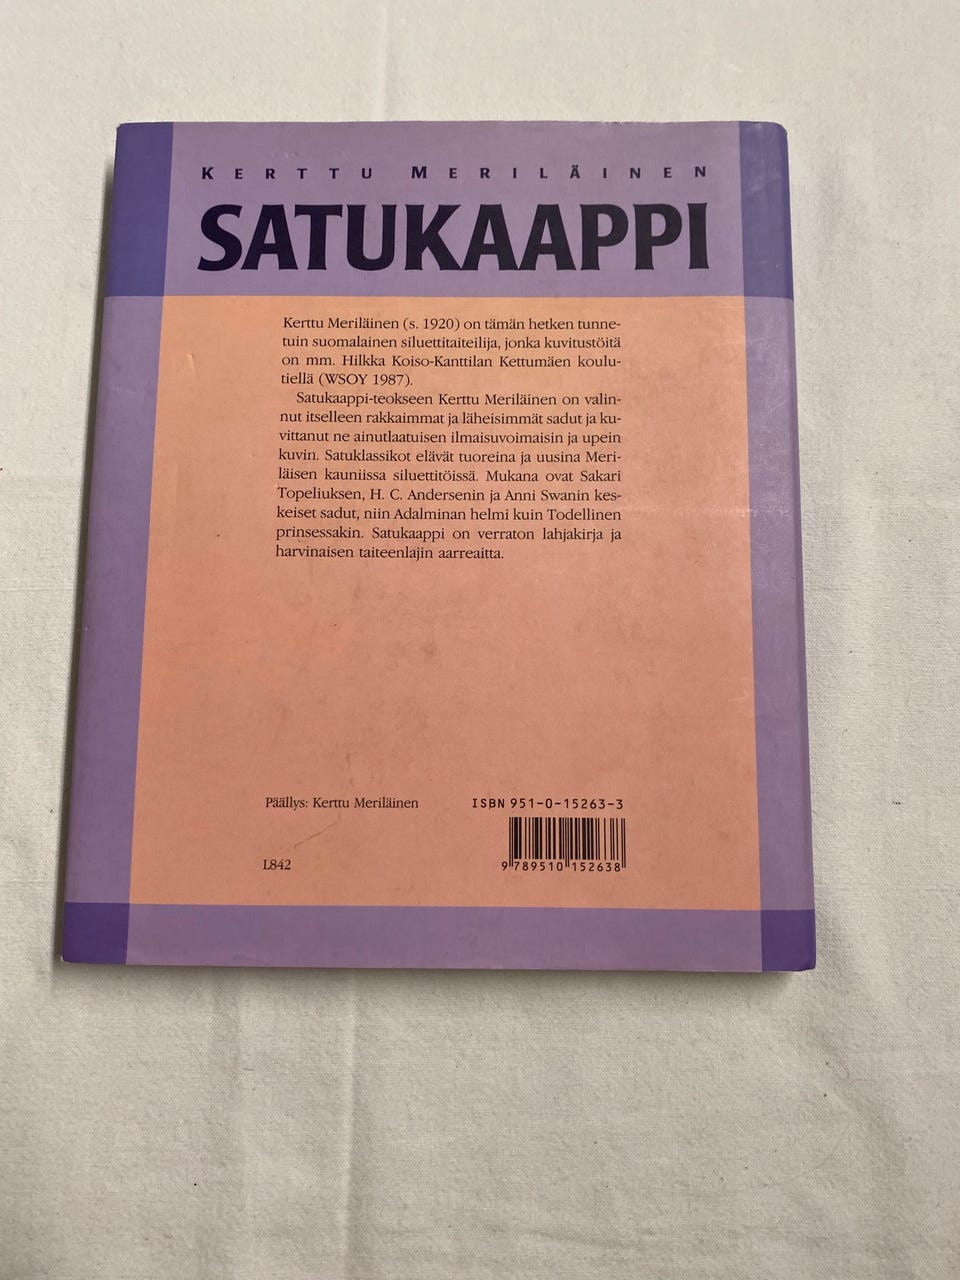 KERTTU MERILÄINEN
SATUKAAPPI
Kerttu Meriläinen (s. 1920) on tämän hetken tunne-
tuin suomalainen siluettitaiteilija, jonka kuvitustöitä
on mm. Hilkka Koiso-Kanttilan Kettumäen koulu-
tiellä (WSOY 1987).
Satukaappi-teokseen Kerttu Meriläinen on valin-
nut itselleen rakkaimmat ja läheisimmät sadut ja ku-
vittanut ne ainutlaatuisen ilmaisuvoimaisin ja upein
kuvin. Satuklassikot elävät tuoreina ja uusina Meri-
läisen kauniissa siluettitöissä. Mukana ovat Sakari
Topeliuksen, H. C. Andersenin ja Anni Swanin kes-
keiset sadut, niin Adalminan helmi kuin Todellinen
prinsessakin. Satukaappi on verraton lahjakirja ja
harvinaisen taiteenlajin aarreaitta.
Päällys: Kerttu Meriläinen
ISBN 951-0-15263-3
L842
9 789510 152638